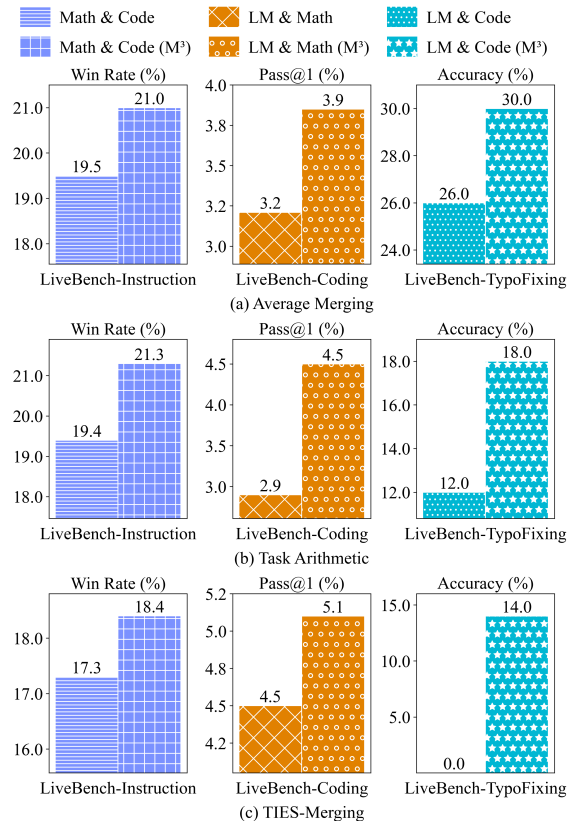 Math & Code LM & Math LM & Code
Math & Code (M³) LM & Math (M³) LM & Code (M³)
Win Rate (%) Pass@1 (%) Accuracy (%)
21.0 20.0 19.0 18.0 19.5 21.0
4.0 3.8 3.5 3.2 3.0 3.2 3.9
30.0 28.0 26.0 24.0 26.0 30.0
LiveBench-Instruction LiveBench-Coding LiveBench-TypoFixing
(a) Average Merging
Win Rate (%) Pass@1 (%) Accuracy (%)
21.0 20.0 19.0 18.0 19.4 21.3
4.5 4.0 3.5 3.0 2.9 4.5
18.0 16.0 14.0 12.0 12.0 18.0
LiveBench-Instruction LiveBench-Coding LiveBench-TypoFixing
(b) Task Arithmetic
Win Rate (%) Pass@1 (%) Accuracy (%)
18.0 17.0 16.0 17.3 18.4
5.2 5.0 4.8 4.5 4.2 4.5 5.1
15.0 10.0 5.0 0.0 14.0
LiveBench-Instruction LiveBench-Coding LiveBench-TypoFixing
(c) TIES-Merging